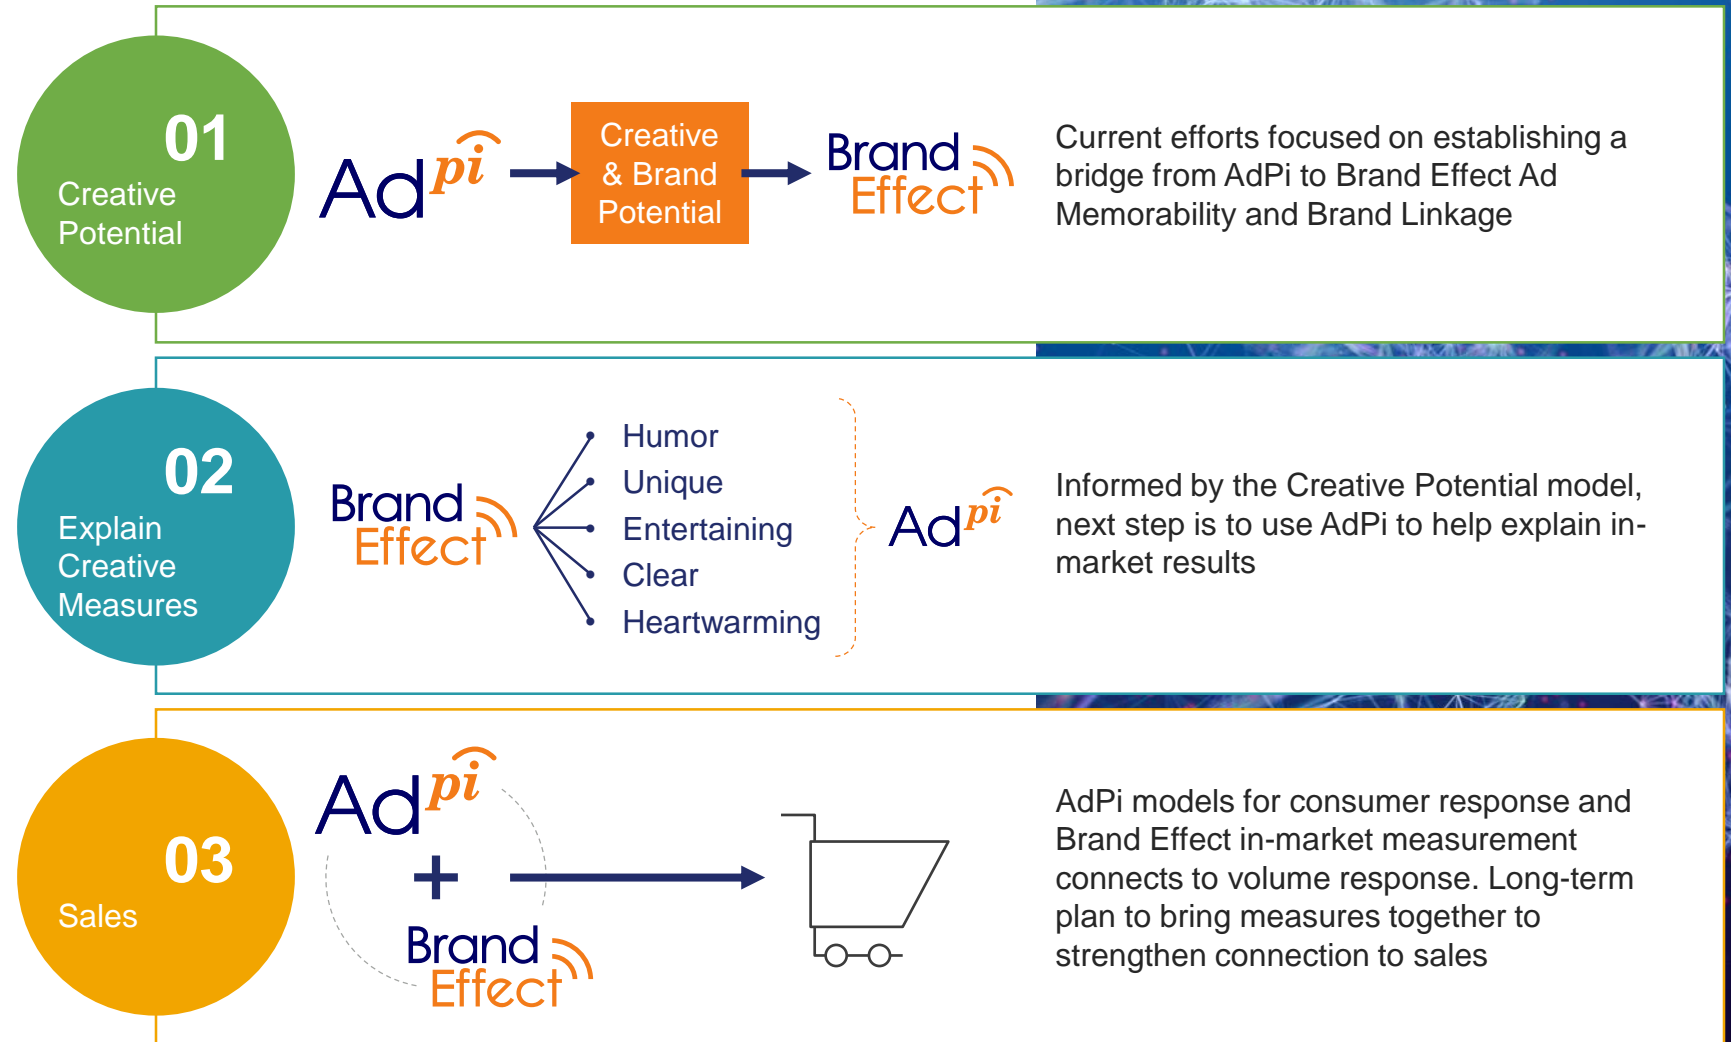 01
Creative
Potential
Adpi
Creative
& Brand
Potential
Brand
Effect
Current efforts focused on establishing a
bridge from AdPi to Brand Effect Ad
Memorability and Brand Linkage
02
Explain
Creative
Measures
Brand
Effect
Humor
Unique
Entertaining
Clear
Heartwarming
Adpi
Informed by the Creative Potential model,
next step is to use AdPi to help explain in-
market results
03
Sales
Adpi
+
Brand
Effect
AdPi models for consumer response and
Brand Effect in-market measurement
connects to volume response. Long-term
plan to bring measures together to
strengthen connection to sales